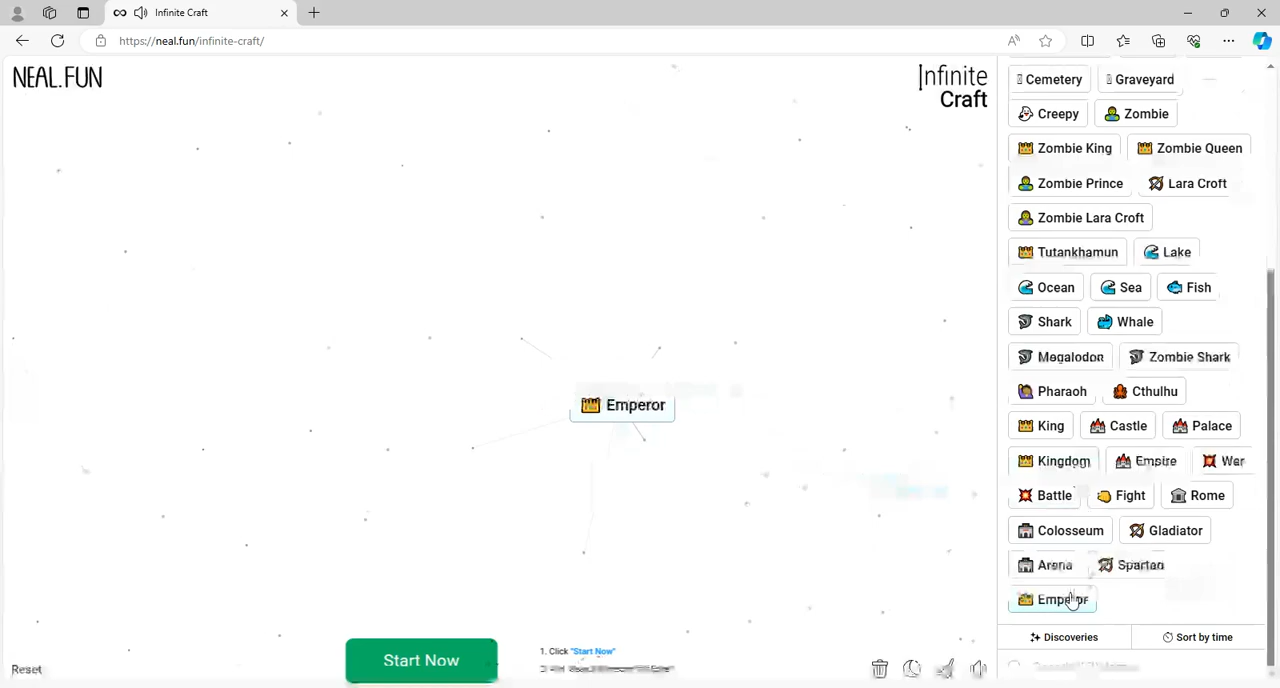 Infinite Craft
https://neal.fun/infinite-craft/
NEAL.FUN
Infinite
Craft
Cemetery Graveyard
Creepy Zombie
Zombie King Zombie Queen
Zombie Prince Lara Croft
Zombie Lara Croft
Tutankhamun Lake
Ocean Sea Fish
Shark Whale
Megalodon Zombie Shark
Pharaoh Cthulhu
Emperor
King Castle Palace
Kingdom Empire War
Battle Fight Rome
Colosseum Gladiator
Arena Spartan
Emperor
Discoveries Sort by time
Start Now
1. Click "Start Now"
Reset